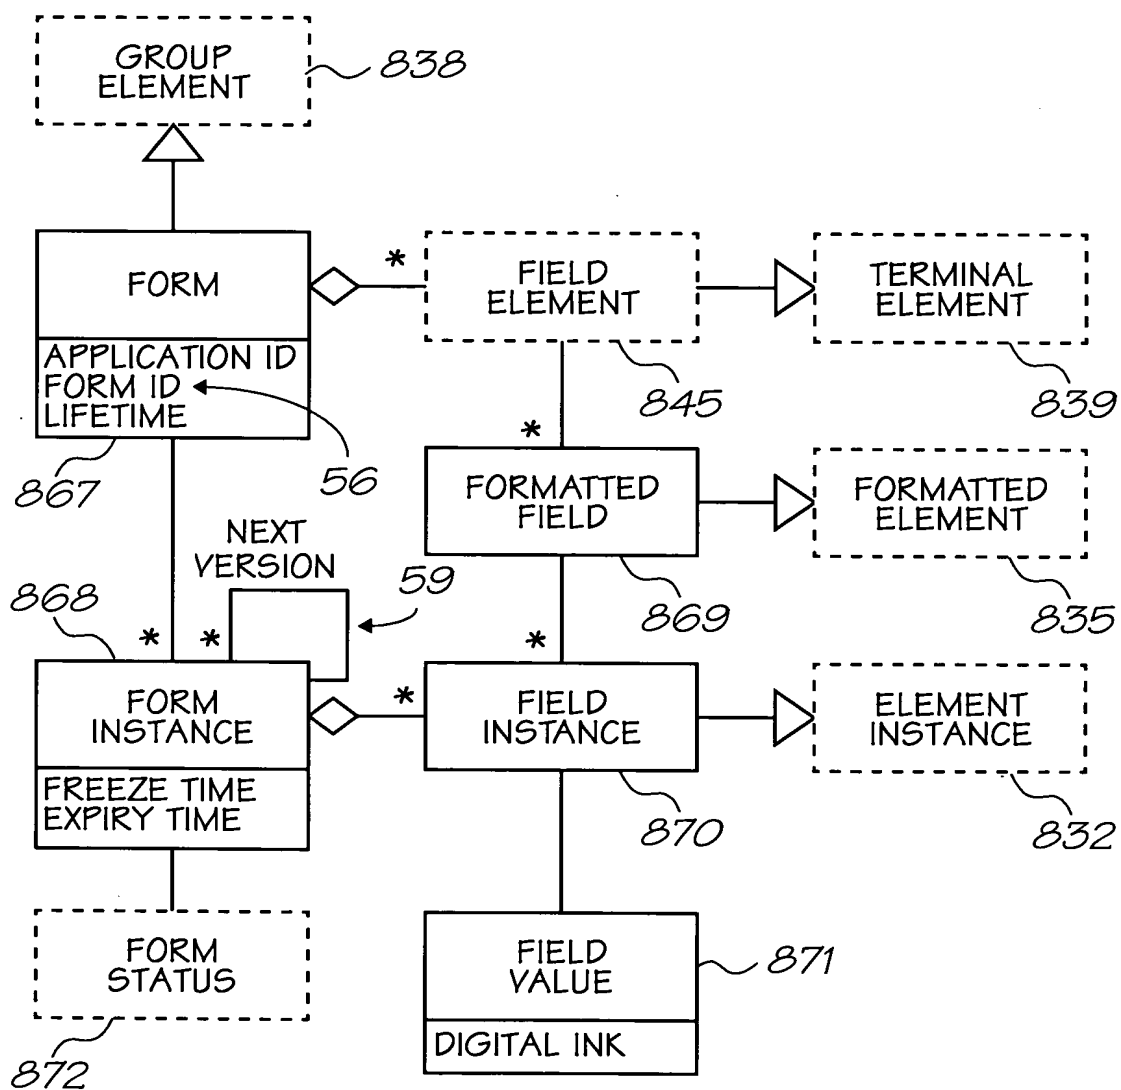 GROUP
ELEMENT
838
FORM
*
FIELD
ELEMENT
TERMINAL
ELEMENT
APPLICATION ID
FORM ID
LIFETIME
845
839
867
56
*
FORMATTED
FIELD
FORMATTED
ELEMENT
NEXT
VERSION
868
59
869
835
*
*
*
FORM
INSTANCE
*
FIELD
INSTANCE
ELEMENT
INSTANCE
FREEZE TIME
EXPIRY TIME
870
832
FORM
STATUS
FIELD
VALUE
871
872
DIGITAL INK